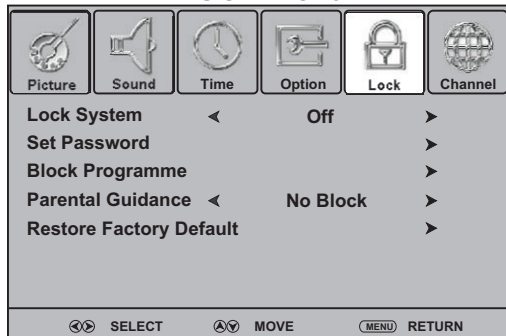 Picture Sound Time Option Lock Channel
Lock System Off
Set Password
Block Programme
Parental Guidance No Block
Restore Factory Default
SELECT MOVE MENU RETURN